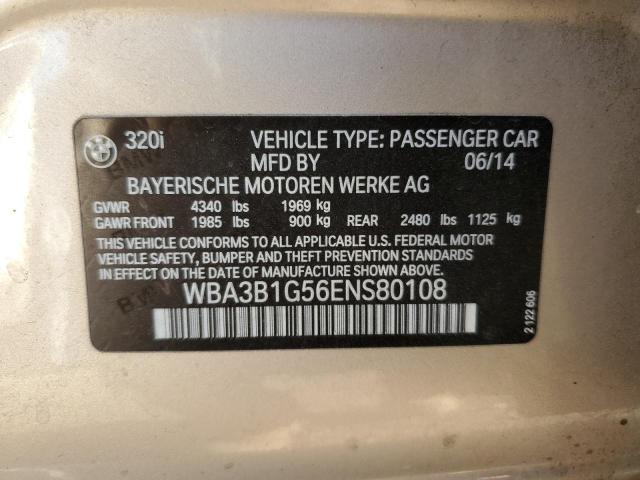 320i VEHICLE TYPE: PASSENGER CAR
MFD BY 06/14
BAYERISCHE MOTOREN WERKE AG
GVWR 4340 lbs 1969 kg
GAWR FRONT 1985 lbs 900 kg REAR 2480 lbs 1125 kg
THIS VEHICLE CONFORMS TO ALL APPLICABLE U.S. FEDERAL MOTOR
VEHICLE SAFETY, BUMPER AND THEFT PREVENTION STANDARDS
IN EFFECT ON THE DATE OF MANUFACTURE SHOWN ABOVE.
WBA3B1G56ENS80108
2 122 606